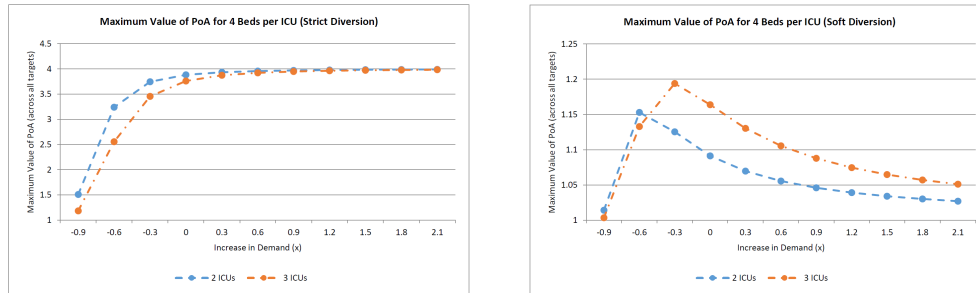 Maximum Value of PoA for 4 Beds per ICU (Strict Diversion)
Maximum Value of PoA (across all targets)
4.5
4
3.5
3
2.5
2
1.5
1
-0.9 -0.6 -0.3 0 0.3 0.6 0.9 1.2 1.5 1.8 2.1
Increase in Demand (x)
2 ICUs 3 ICUs
Maximum Value of PoA for 4 Beds per ICU (Soft Diversion)
Maximum Value of PoA (across all targets)
1.25
1.2
1.15
1.1
1.05
1
-0.9 -0.6 -0.3 0 0.3 0.6 0.9 1.2 1.5 1.8 2.1
Increase in Demand (x)
2 ICUs 3 ICUs